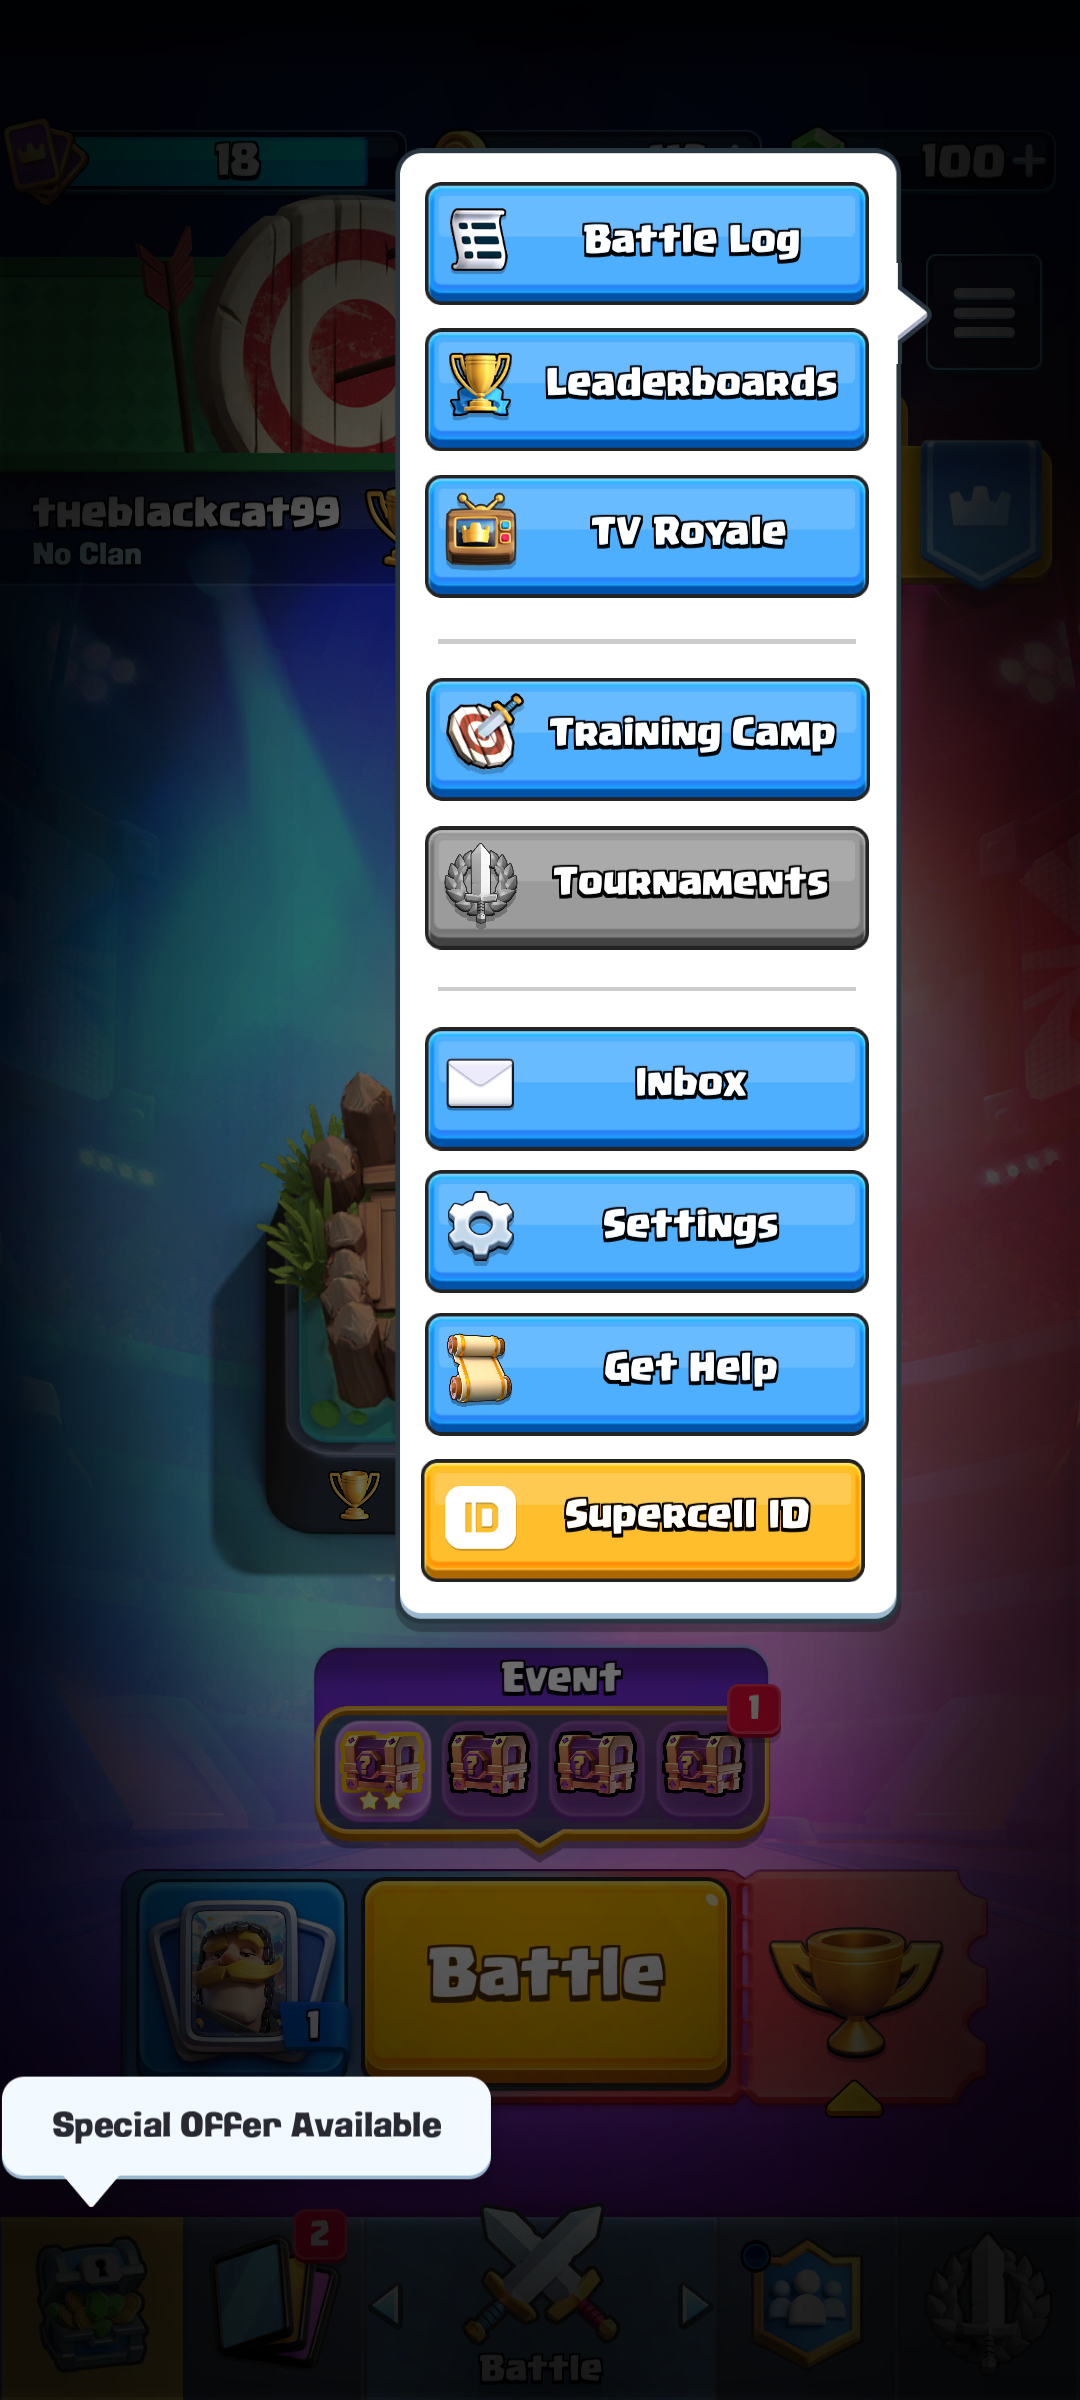 18
100
Battle Log
Leaderboards
TV Royale
theblackcat99
No Clan
Training Camp
Tournaments
Inbox
Settings
Get Help
ID
Supercell ID
Event
1
Battle
1
Special Offer Available
2
Battle